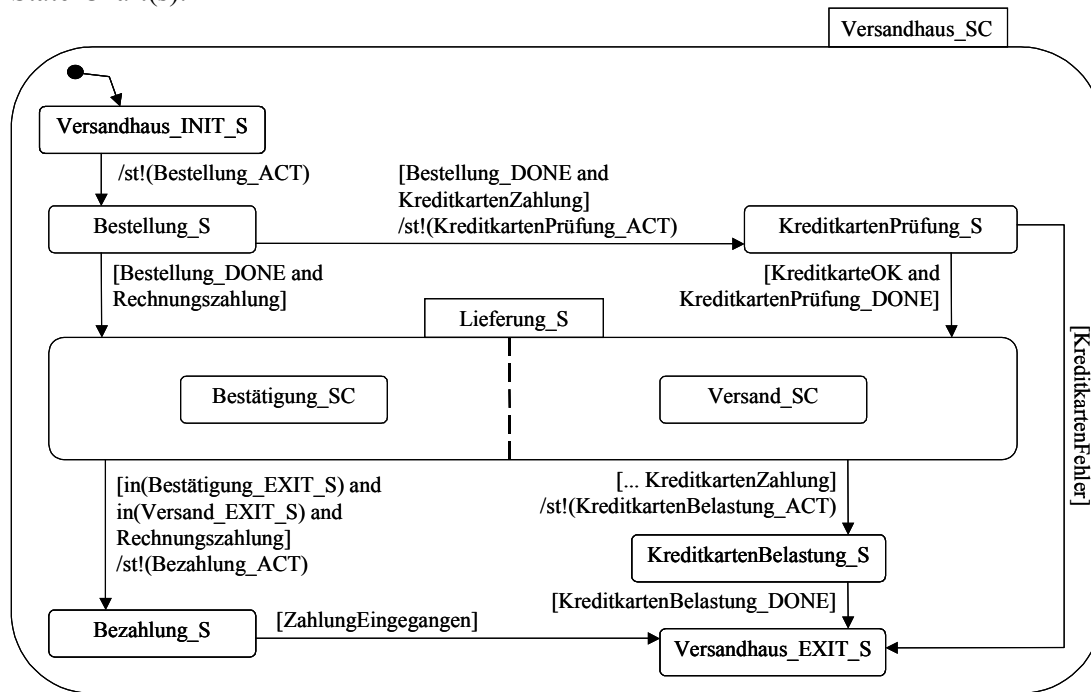 Versandhaus_SC
Versandhaus_INIT_S
/st!(Bestellung_ACT)
[Bestellung_DONE and
KreditkartenZahlung]
/st!(KreditkartenPrüfung_ACT)
Bestellung_S
KreditkartenPrüfung_S
[Bestellung_DONE and
Rechnungszahlung]
[KreditkarteOK and
KreditkartenPrüfung_DONE]
Lieferung_S
[KreditkartenFehler]
Bestätigung_SC
Versand_SC
[in(Bestätigung_EXIT_S) and
in(Versand_EXIT_S) and
Rechnungszahlung]
/st!(Bezahlung_ACT)
[... KreditkartenZahlung]
/st!(KreditkartenBelastung_ACT)
KreditkartenBelastung_S
[KreditkartenBelastung_DONE]
Bezahlung_S
[ZahlungEingegangen]
Versandhaus_EXIT_S